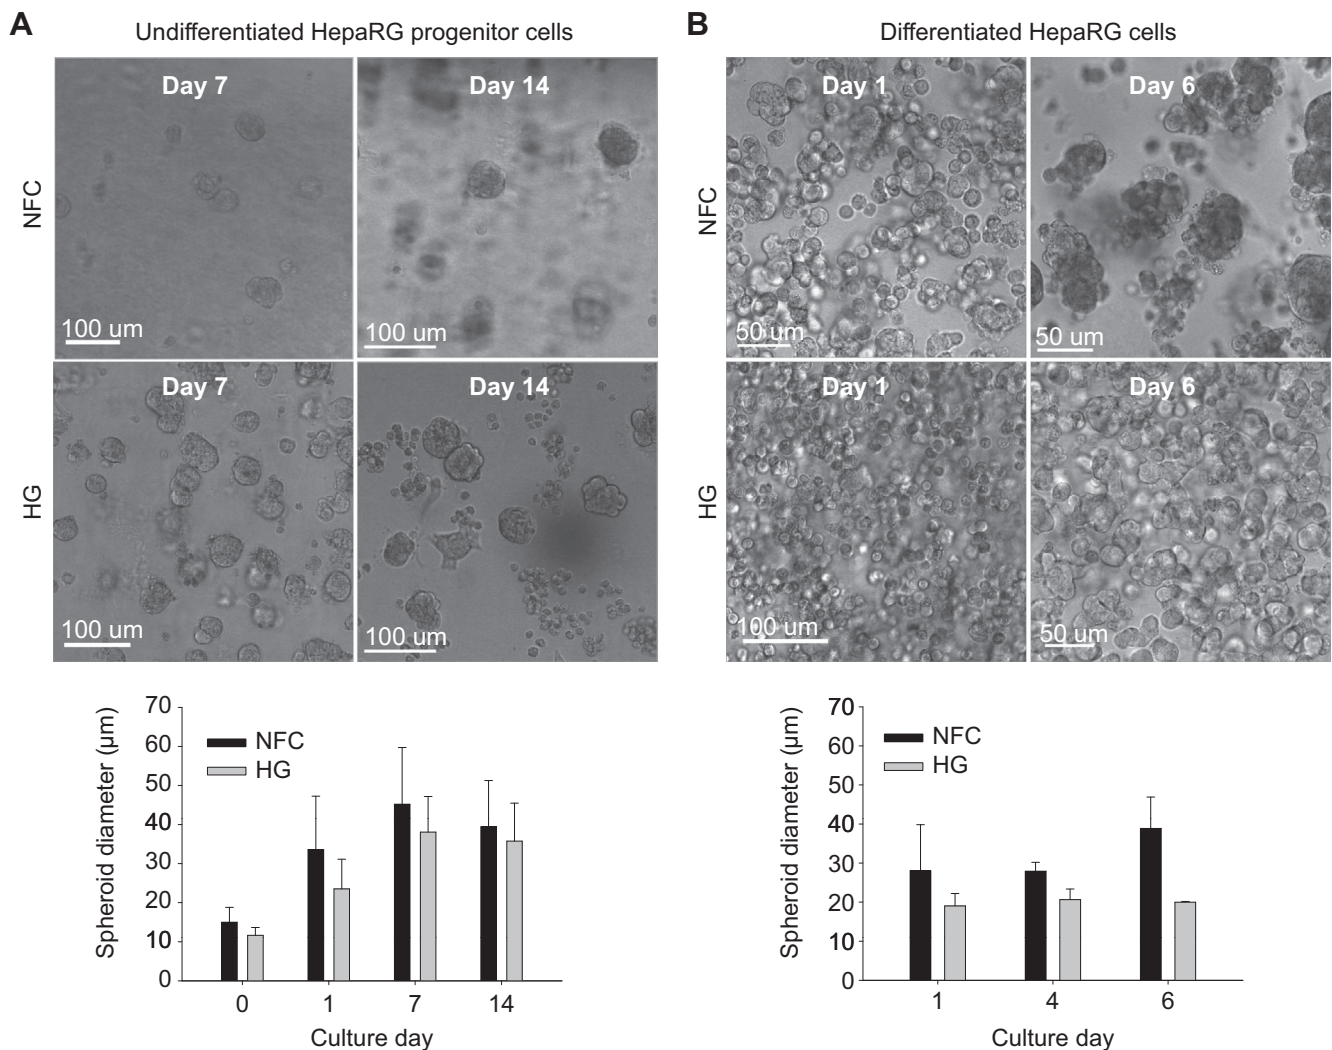 A
Undifferentiated HepaRG progenitor cells
NFC
Day 7
100 um
Day 14
100 um
HG
Day 7
100 um
Day 14
100 um
Spheroid diameter (µm)
70
60
50
40
30
20
10
0
NFC
HG
0 1 7 14
Culture day
B
Differentiated HepaRG cells
NFC
Day 1
50 um
Day 6
50 um
HG
Day 1
100 um
Day 6
50 um
Spheroid diameter (µm)
70
60
50
40
30
20
10
0
NFC
HG
1 4 6
Culture day